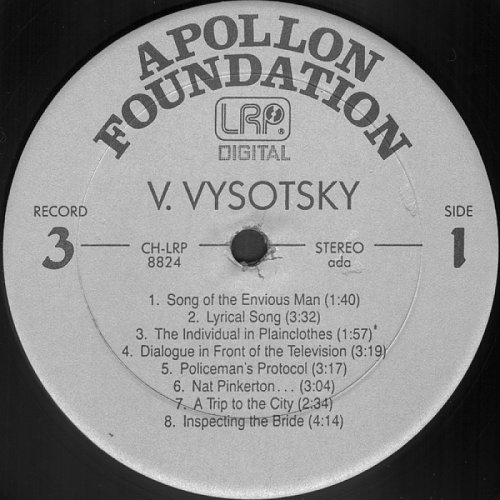 APOLLON
FOUNDATION
LRP®
DIGITAL
V. VYSOTSKY
RECORD
3
CH-LRP
8824
STEREO
ada
SIDE
1
1. Song of the Envious Man (1:40)
2. Lyrical Song (3:32)
3. The Individual in Plainclothes (1:57)*
4. Dialogue in Front of the Television (3:19)
5. Policeman's Protocol (3:17)
6. Nat Pinkerton... (3:04)
7. A Trip to the City (2:34)
8. Inspecting the Bride (4:14)